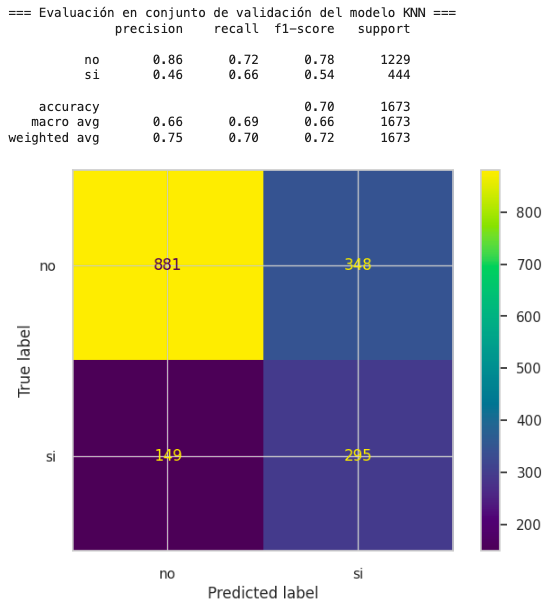 === Evaluación en conjunto de validación del modelo KNN ===
precision recall f1-score support
no 0.86 0.72 0.78 1229
si 0.46 0.66 0.54 444
accuracy 0.70 1673
macro avg 0.66 0.69 0.66 1673
weighted avg 0.75 0.70 0.72 1673
True label
no
881 348
si
149 295
no si
Predicted label
800
700
600
500
400
300
200